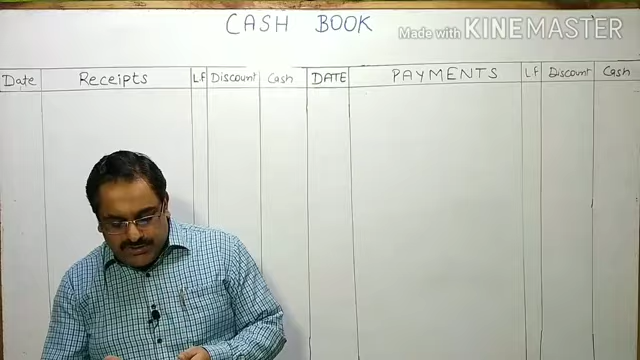 CASH BOOK
Made with KINEMASTER
Date Receipts LF Discount Cash DATE PAYMENTS LF Discount Cash